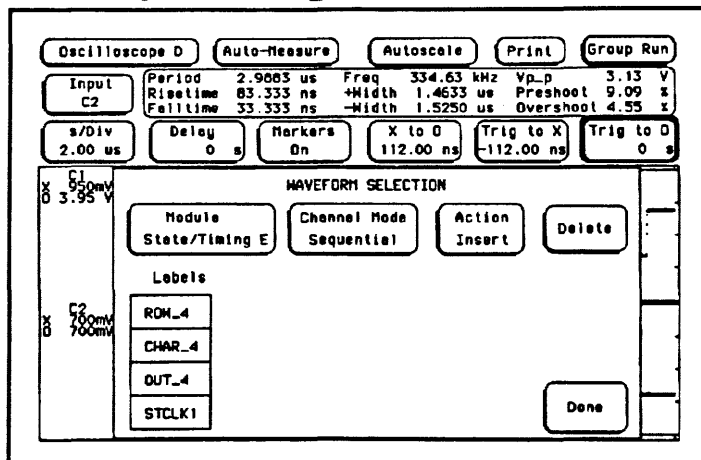 Oscilloscope D Auto-Measure Autoscale Print Group Run
Input C2
Period 2.9883 us Freq 334.63 kHz Vp_p 3.13 V
Risetime 83.333 ns +Width 1.4633 us Preshoot 9.09 %
Falltime 33.333 ns -Width 1.5250 us Overshoot 4.55 %
s/Div Delay Markers X to O Trig to X Trig to O
2.00 us 0 s On 112.00 ns -112.00 ns 0 s
C1
X 950mV
O 3.95 V
WAVEFORM SELECTION
Module Channel Mode Action Delete
State/Timing E Sequential Insert
Labels
ROW_4
C2
X 700mV
O 700mV
CHAR_4
OUT_4
STCLK1
Done